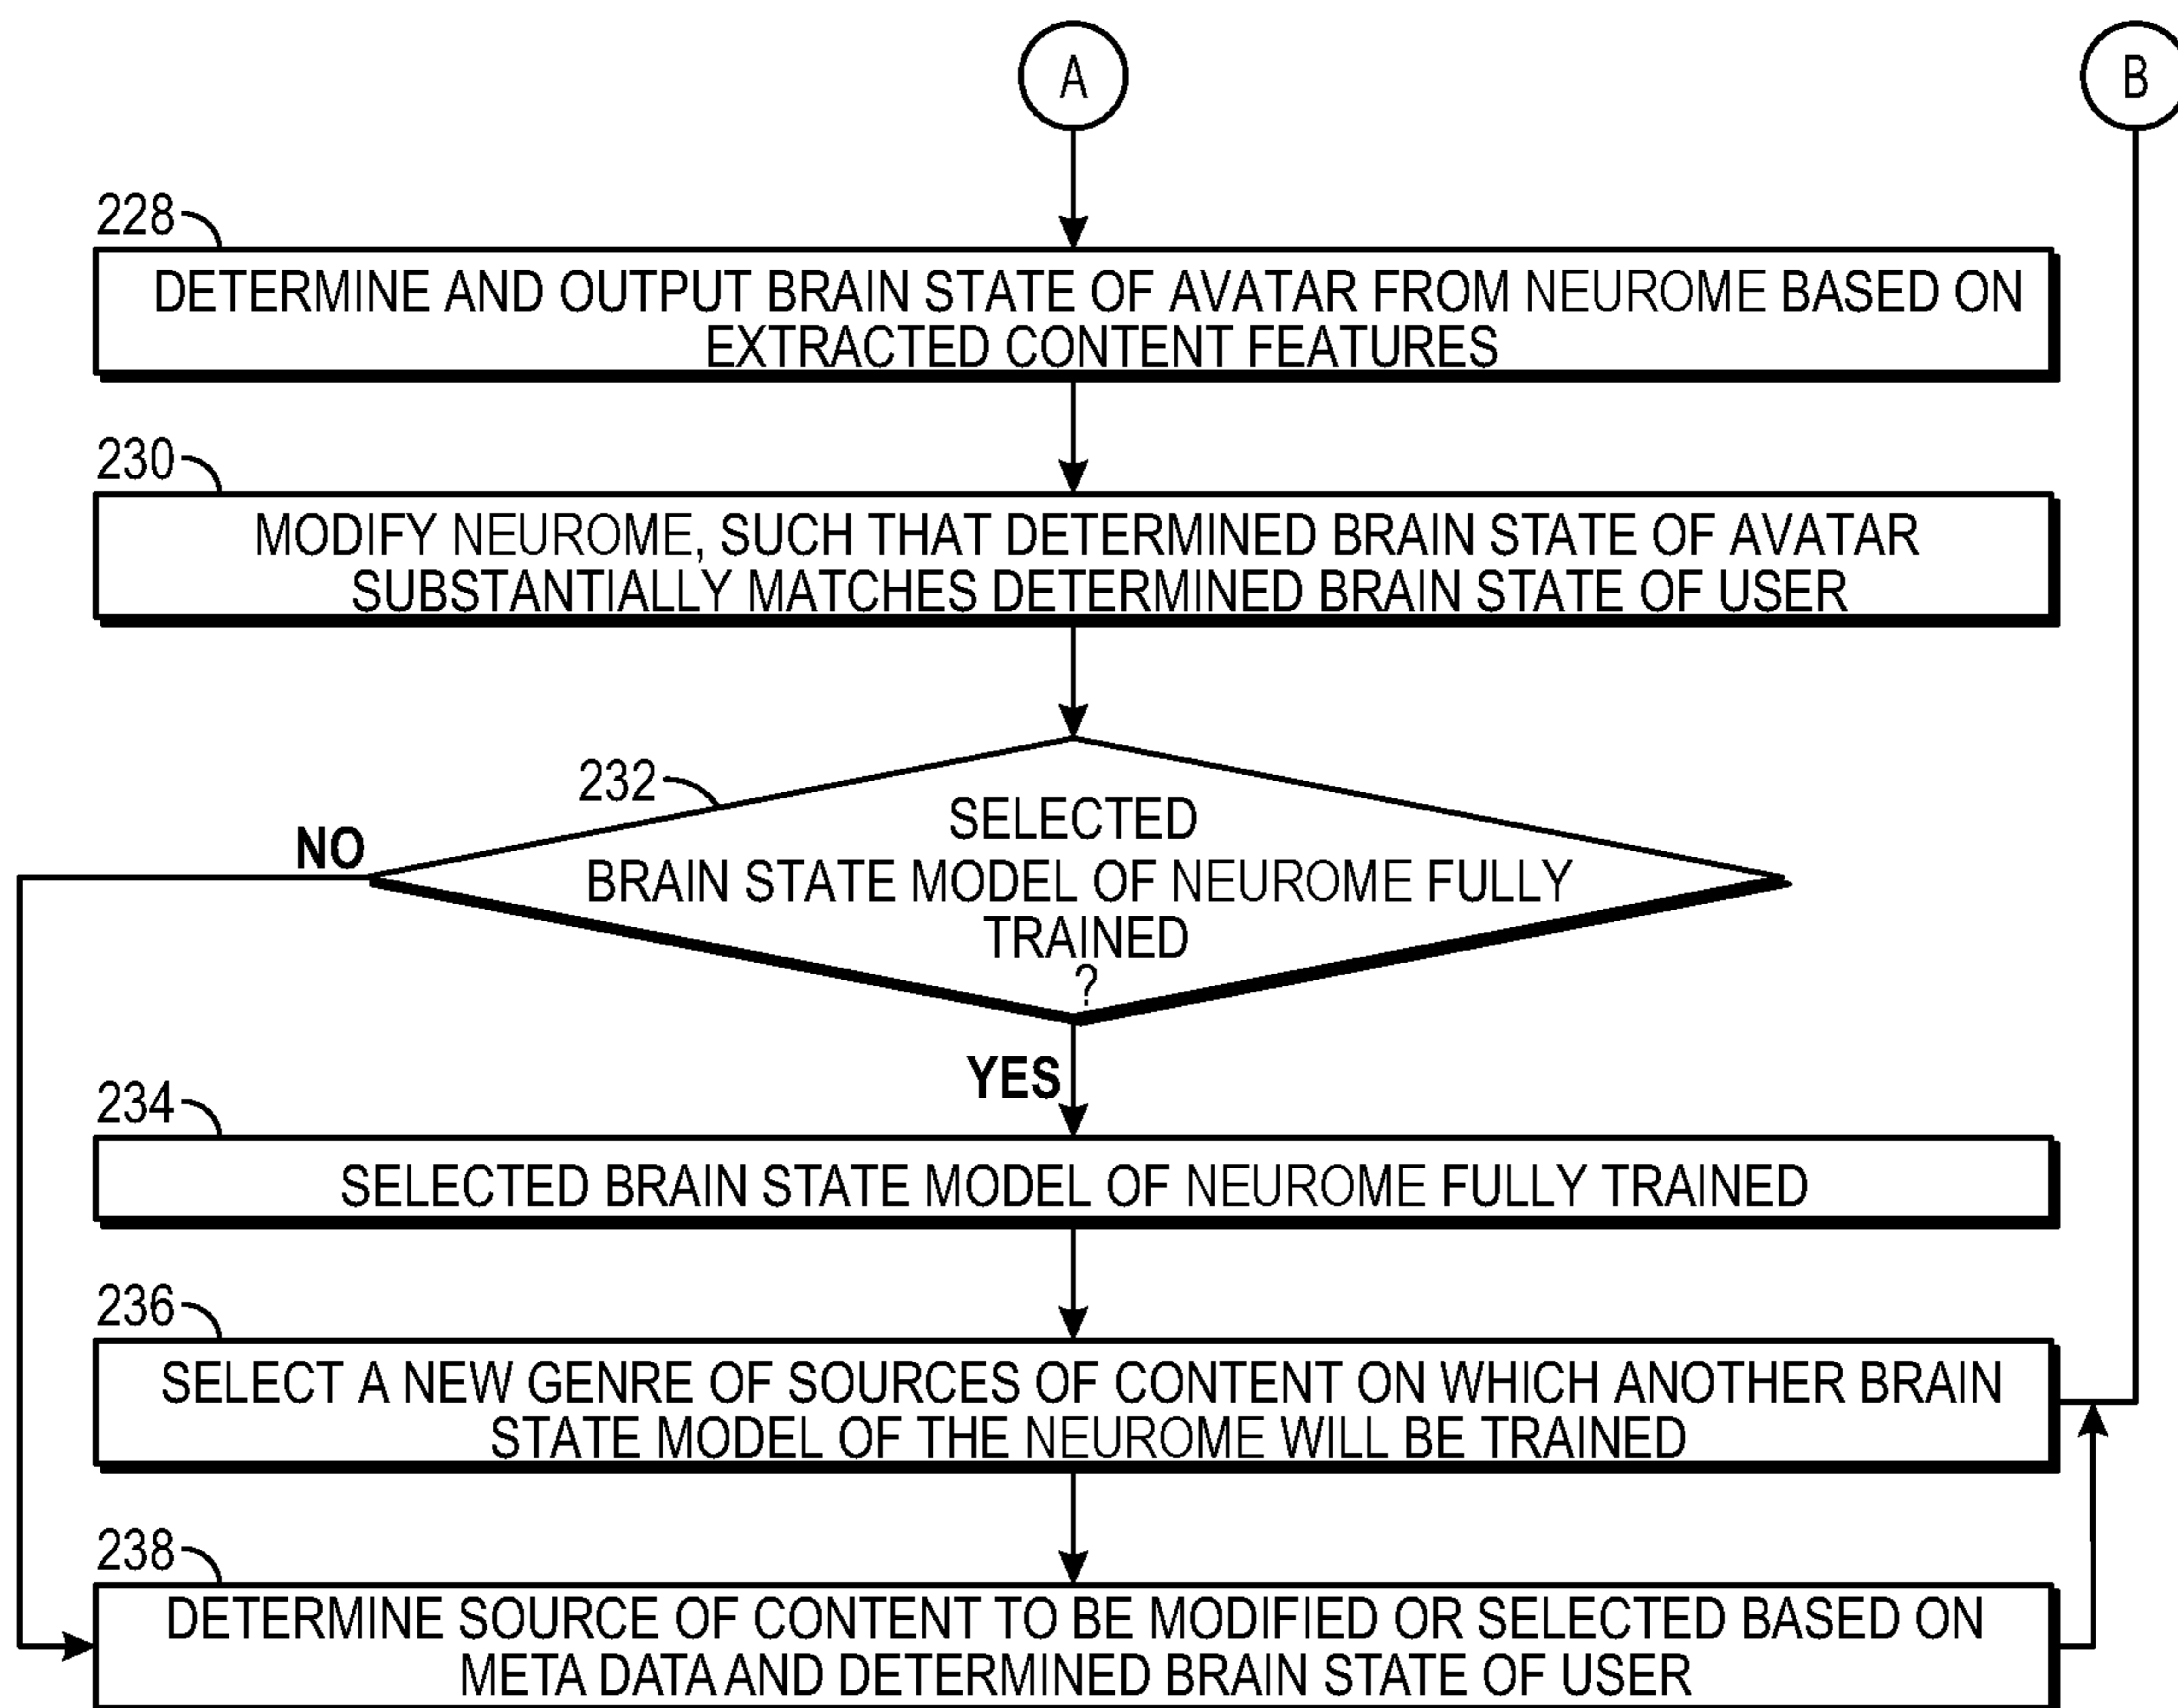 A
B
228
DETERMINE AND OUTPUT BRAIN STATE OF AVATAR FROM NEUROME BASED ON
EXTRACTED CONTENT FEATURES
230
MODIFY NEUROME, SUCH THAT DETERMINED BRAIN STATE OF AVATAR
SUBSTANTIALLY MATCHES DETERMINED BRAIN STATE OF USER
232
NO
SELECTED
BRAIN STATE MODEL OF NEUROME FULLY
TRAINED
?
YES
234
SELECTED BRAIN STATE MODEL OF NEUROME FULLY TRAINED
236
SELECT A NEW GENRE OF SOURCES OF CONTENT ON WHICH ANOTHER BRAIN
STATE MODEL OF THE NEUROME WILL BE TRAINED
238
DETERMINE SOURCE OF CONTENT TO BE MODIFIED OR SELECTED BASED ON
META DATA AND DETERMINED BRAIN STATE OF USER